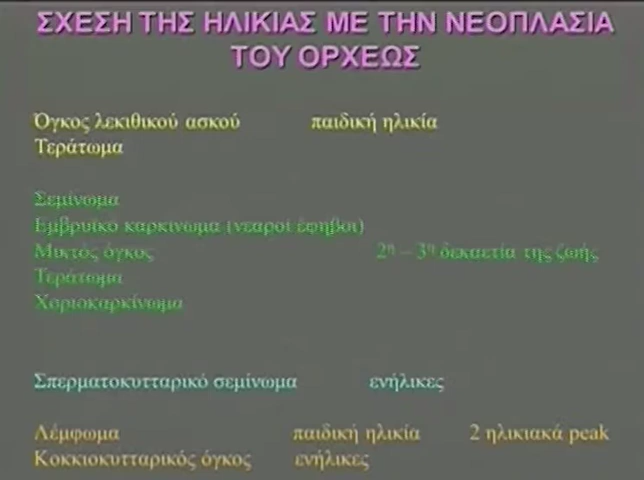 ΣΧΕΣΗ ΤΗΣ ΗΛΙΚΙΑΣ ΜΕ ΤΗΝ ΝΕΟΠΛΑΣΙΑ
ΤΟΥ ΟΡΧΕΩΣ
Όγκος λεκιθικού ασκού παιδική ηλικία
Τεράτωμα
Σεμίνωμα
Εμβρυϊκό καρκίνωμα (νεαροί έφηβοι)
Μικτός όγκος 2η – 3η δεκαετία της ζωής
Τεράτωμα
Χοριοκαρκίνωμα
Σπερματοκυτταρικό σεμίνωμα ενήλικες
Λέμφωμα παιδική ηλικία 2 ηλικιακά peak
Κοκκιοκυτταρικός όγκος ενήλικες